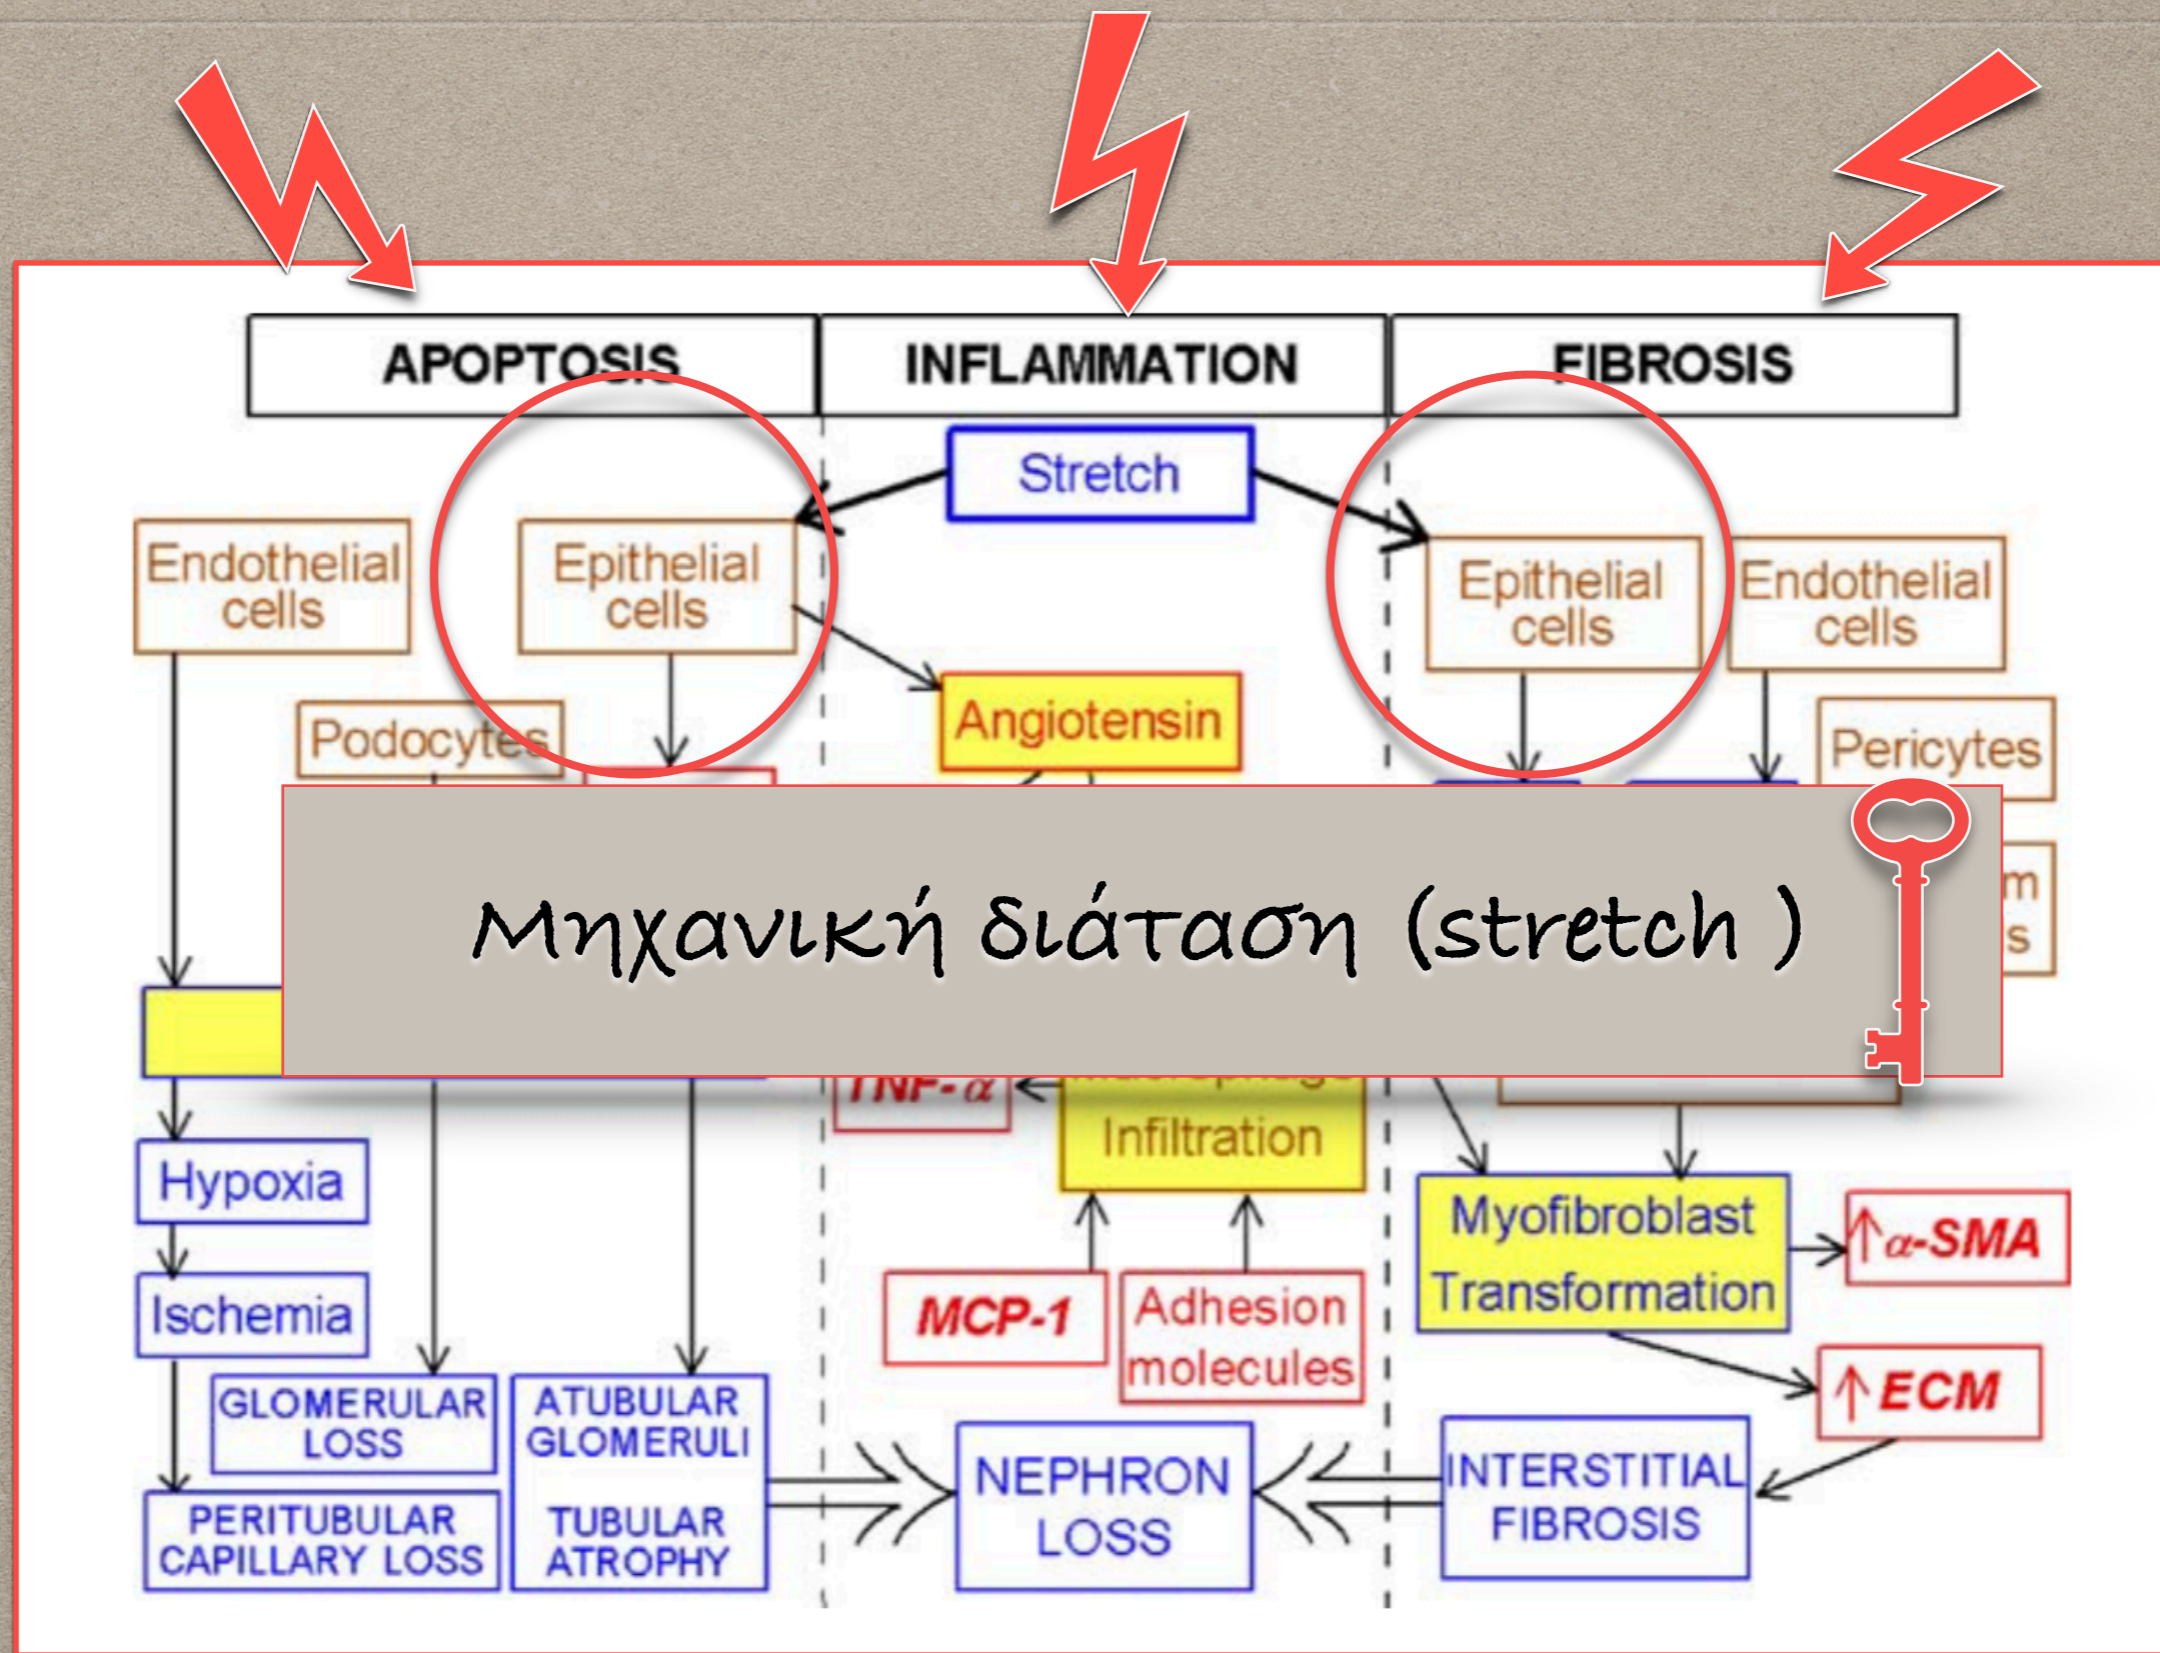 APOPTOSIS
INFLAMMATION
FIBROSIS
Stretch
Endothelial
cells
Epithelial
cells
Epithelial
cells
Endothelial
cells
Podocytes
Angiotensin
Pericytes
Μηχανική διάταση (stretch )
m
s
TNF-α
Infiltration
Hypoxia
Myofibroblast
Transformation
↑α-SMA
Ischemia
MCP-1
Adhesion
molecules
↑ECM
GLOMERULAR
LOSS
ATUBULAR
GLOMERULI
TUBULAR
ATROPHY
NEPHRON
LOSS
INTERSTITIAL
FIBROSIS
PERITUBULAR
CAPILLARY LOSS